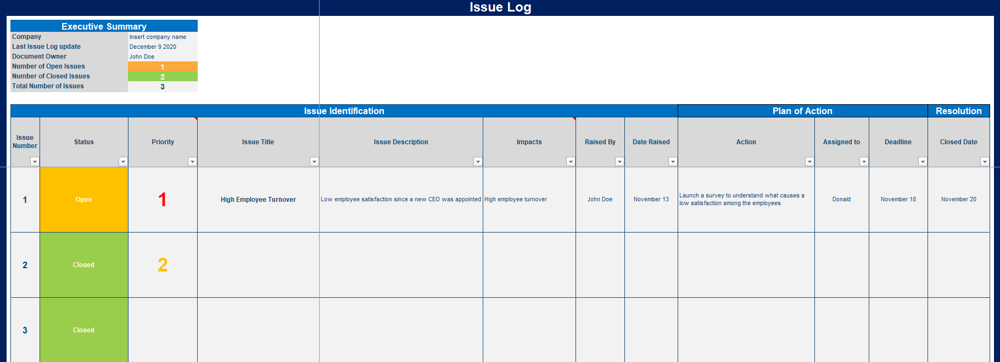 Issue Log
Executive Summary
Company Insert company name
Last Issue Log update December 9 2020
Document Owner John Doe
Number of Open Issues 1
Number of Closed Issues 2
Total Number of Issues 3
Issue Identification Plan of Action Resolution
Issue Number Status Priority Issue Title Issue Description Impacts Raised By Date Raised Action Assigned to Deadline Closed Date
1 Open 1 High Employee Turnover Low employee satisfaction since a new CEO was appointed High employee turnover John Doe November 13 Launch a survey to understand what causes a low satisfaction among the employees Donald November 18 November 20
2 Closed 2
3 Closed